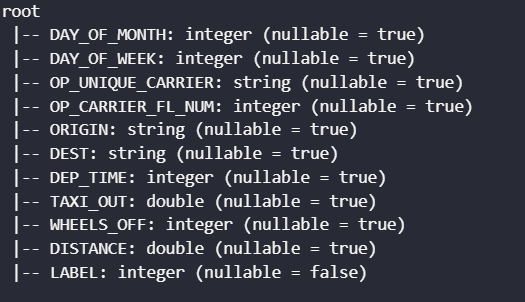 root
 |-- DAY_OF_MONTH: integer (nullable = true)
 |-- DAY_OF_WEEK: integer (nullable = true)
 |-- OP_UNIQUE_CARRIER: string (nullable = true)
 |-- OP_CARRIER_FL_NUM: integer (nullable = true)
 |-- ORIGIN: string (nullable = true)
 |-- DEST: string (nullable = true)
 |-- DEP_TIME: integer (nullable = true)
 |-- TAXI_OUT: double (nullable = true)
 |-- WHEELS_OFF: integer (nullable = true)
 |-- DISTANCE: double (nullable = true)
 |-- LABEL: integer (nullable = false)